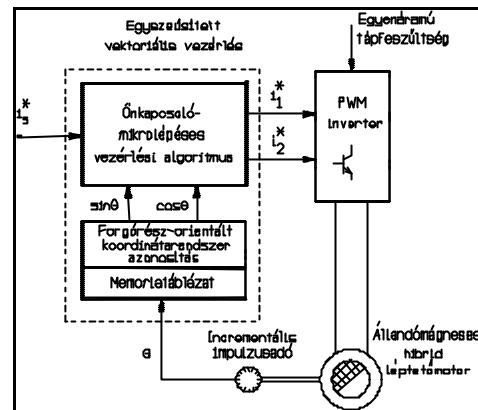 Egyszerűsített
vektoriális vezérlés
Egyenáramú
tápfeszültség
i*s
Önkapcsoló-
mikrolépéses
vezérlési algoritmus
i*1
i*2
PWM
inverter
sinθ
cosθ
Forgórész-orientált
koordinátarendszer
azonosítás
Memóriatáblázat
Incrementális
impulzusadó
Állandómágneses
hibrid
léptetőmotor